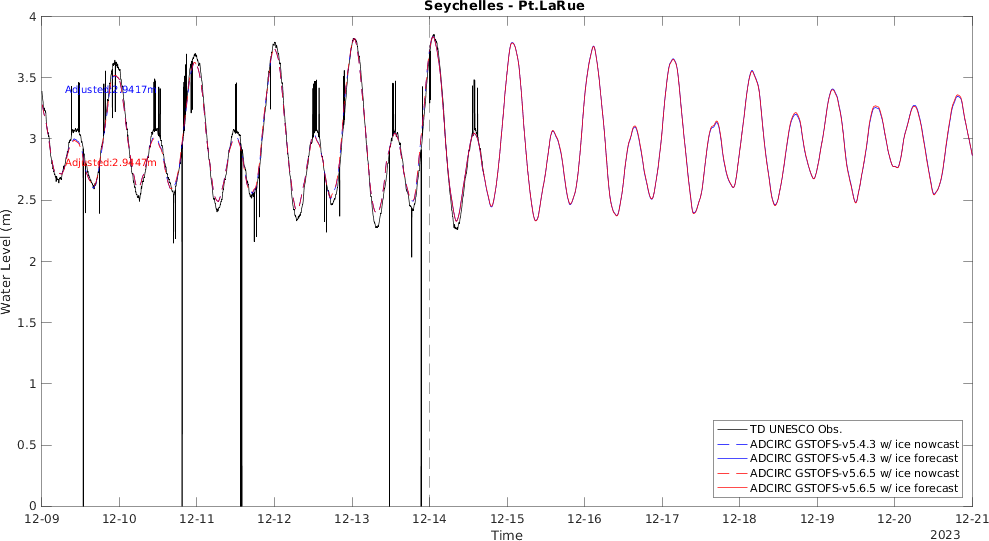 Seychelles - Pt.LaRue
4
3.5
3
2.5
2
1.5
1
0.5
0
Water Level (m)
Adjusted:2.9417m
Adjusted:2.9447m
TD UNESCO Obs.
ADCIRC GSTOFS-v5.4.3 w/ ice nowcast
ADCIRC GSTOFS-v5.4.3 w/ ice forecast
ADCIRC GSTOFS-v5.6.5 w/ ice nowcast
ADCIRC GSTOFS-v5.6.5 w/ ice forecast
12-09 12-10 12-11 12-12 12-13 12-14 12-15 12-16 12-17 12-18 12-19 12-20 12-21
Time
2023